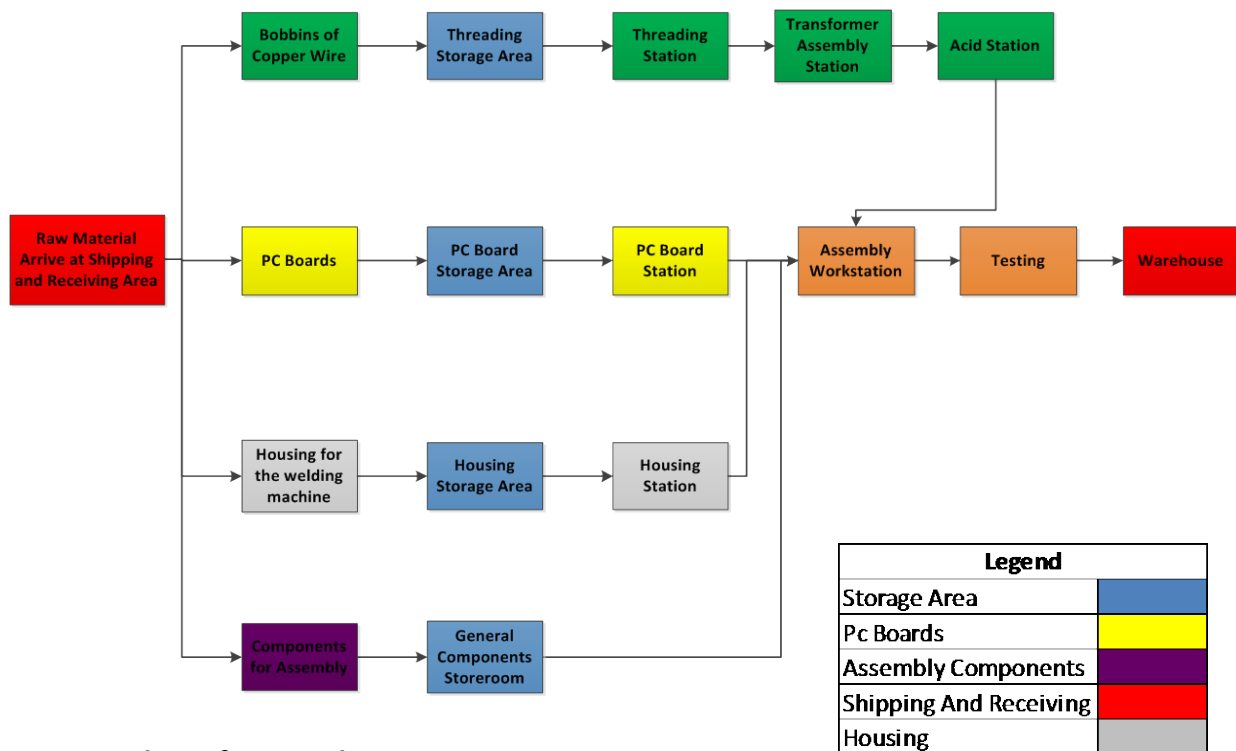 Bobbins of
Copper Wire
Threading
Storage Area
Threading
Station
Transformer
Assembly
Station
Acid Station
Raw Material
Arrive at Shipping
and Receiving Area
PC Boards
PC Board
Storage Area
PC Board
Station
Assembly
Workstation
Testing
Warehouse
Housing for
the welding
machine
Housing
Storage Area
Housing
Station
Components
for Assembly
General
Components
Storeroom
Legend
Storage Area
Pc Boards
Assembly Components
Shipping And Receiving
Housing